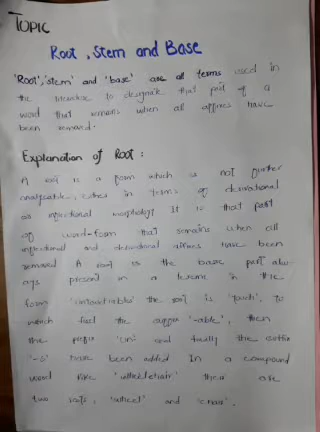 TOPIC
Root, Stem and Base
'Root', 'stem' and 'base' are all terms used in
the literature to designate that part of a
word that remains when all affixes have
been removed.
Explanation of Root :
A root is a form which is not further
analysable, either in terms of derivational
or inflectional morphology. It is that part
of word-form that remains when all
inflectional and derivational affixes have been
removed A root is the basic part alw-
ays present in a lexeme in the
form 'untouchables' the root is 'touch', to
which first the suffix '-able', then
the prefix 'un-' and finally the suffix
'-s' have been added In a compound
word like 'wheelchair' there are
two roots, 'wheel' and 'chair'.